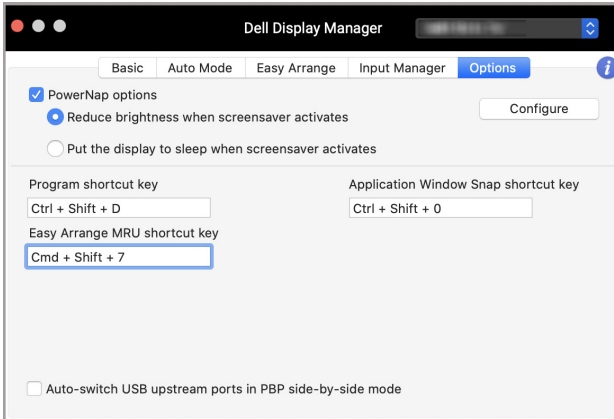 Dell Display Manager
Basic Auto Mode Easy Arrange Input Manager Options i
PowerNap options
Configure
Reduce brightness when screensaver activates
Put the display to sleep when screensaver activates
Program shortcut key
Application Window Snap shortcut key
Ctrl + Shift + D
Ctrl + Shift + 0
Easy Arrange MRU shortcut key
Cmd + Shift + 7
Auto-switch USB upstream ports in PBP side-by-side mode